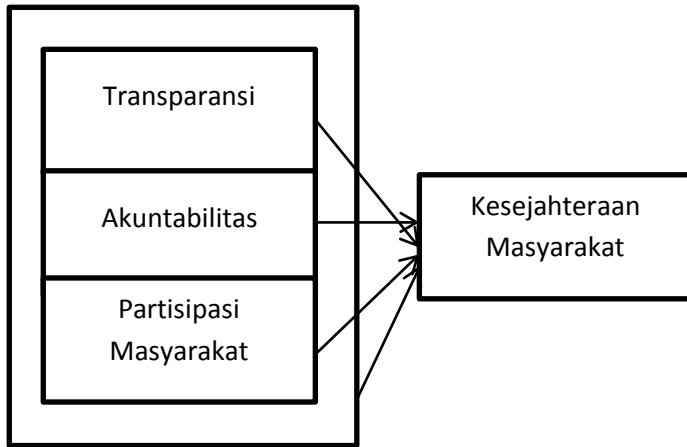 Transparansi
Akuntabilitas
Partisipasi
Masyarakat
Kesejahteraan
Masyarakat